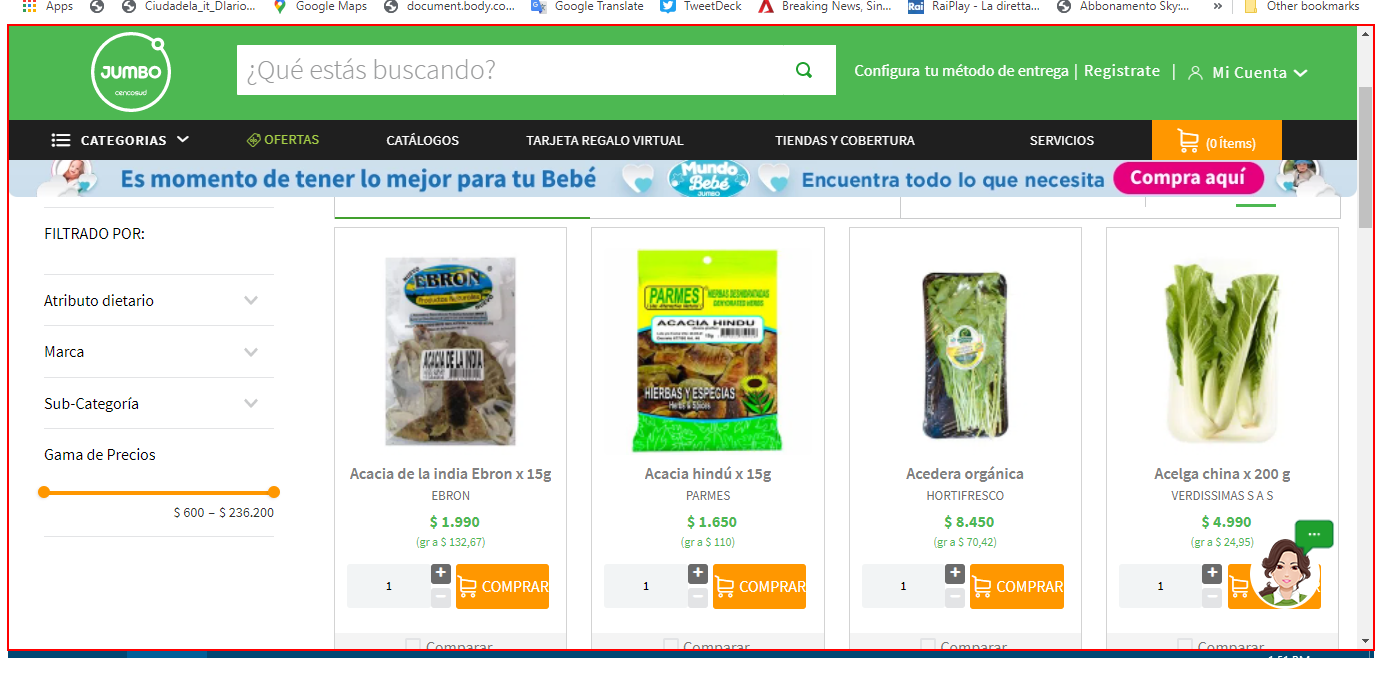 Apps
Ciudadela_it_DIario...
Google Maps
document.body.co...
Google Translate
TweetDeck
Breaking News, Sin...
Rai RaiPlay - La diretta...
Abbonamento Sky:...
»
Other bookmarks
JUMBO
cencosud
¿Qué estás buscando?
Configura tu método de entrega | Registrate | Mi Cuenta
CATEGORIAS
OFERTAS
CATÁLOGOS
TARJETA REGALO VIRTUAL
TIENDAS Y COBERTURA
SERVICIOS
(0 Ítems)
Es momento de tener lo mejor para tu Bebé
Mundo
Bebé
JUMBO
Encuentra todo lo que necesita
Compra aquí
FILTRADO POR:
Atributo dietario
Marca
Sub-Categoría
Gama de Precios
$ 600 – $ 236.200
EBRON
Productos Naturales
ACACIA DE LA INDIA
Acacia de la india Ebron x 15g
EBRON
$ 1.990
(gr a $ 132,67)
1
+
−
COMPRAR
Comparar
PARMES
HIERBAS DESHIDRATADAS
DEHYDRATED HERBS
ACACIA HINDU
HIERBAS Y ESPECIAS
Herbs & Spices
Acacia hindú x 15g
PARMES
$ 1.650
(gr a $ 110)
1
+
−
COMPRAR
Comparar
Acedera orgánica
HORTIFRESCO
$ 8.450
(gr a $ 70,42)
1
+
−
COMPRAR
Comparar
Acelga china x 200 g
VERDISSIMAS S A S
$ 4.990
(gr a $ 24,95)
1
+
−
Comparar
...